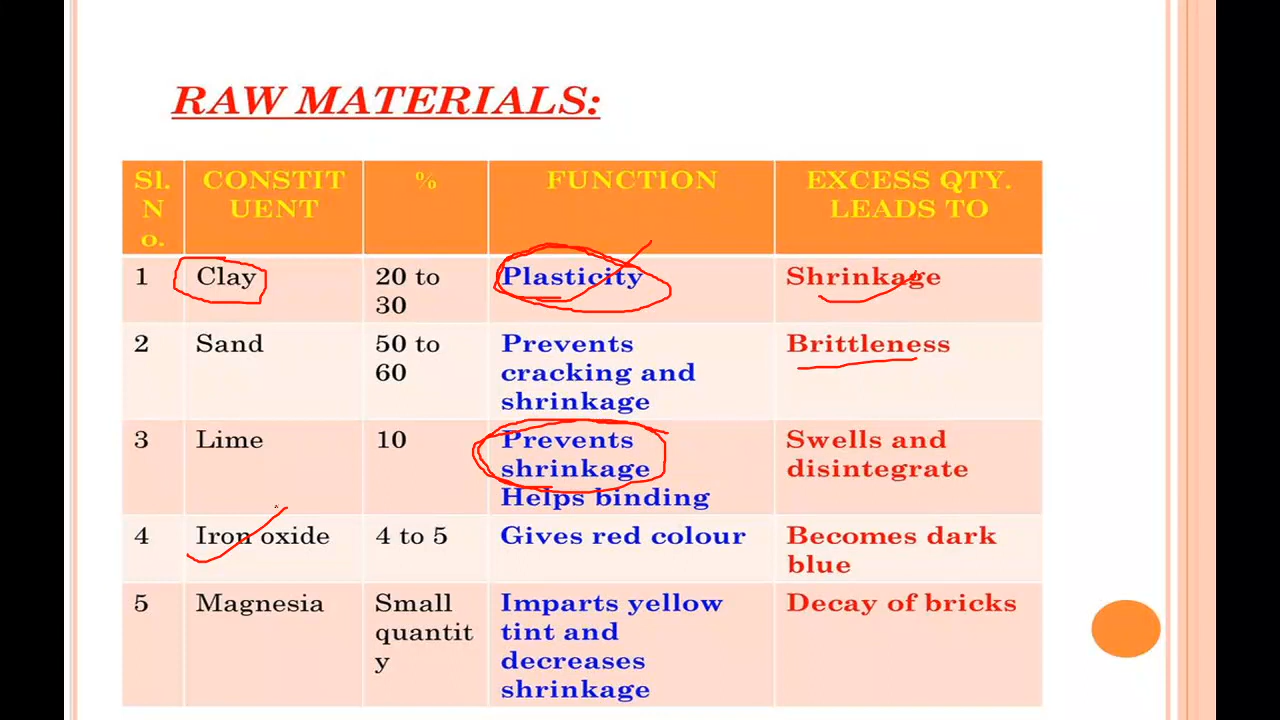 RAW MATERIALS:
Sl.
N
o.
CONSTIT
UENT
%
FUNCTION
EXCESS QTY.
LEADS TO
1
Clay
20 to
30
Plasticity
Shrinkage
2
Sand
50 to
60
Prevents
cracking and
shrinkage
Brittleness
3
Lime
10
Prevents
shrinkage
Helps binding
Swells and
disintegrate
4
Iron oxide
4 to 5
Gives red colour
Becomes dark
blue
5
Magnesia
Small
quantit
y
Imparts yellow
tint and
decreases
shrinkage
Decay of bricks